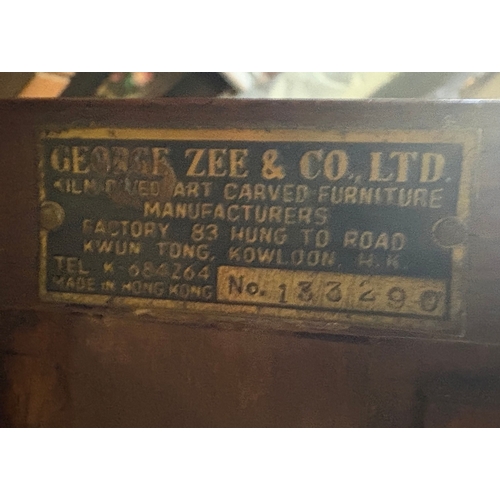 GEORGE ZEE & CO., LTD.
KILN DRIED ART CARVED FURNITURE
MANUFACTURERS
FACTORY 83 HUNG TO ROAD
KWUN TONG, KOWLOON, H.K.
TEL K-684264
MADE IN HONG KONG
No. 133290